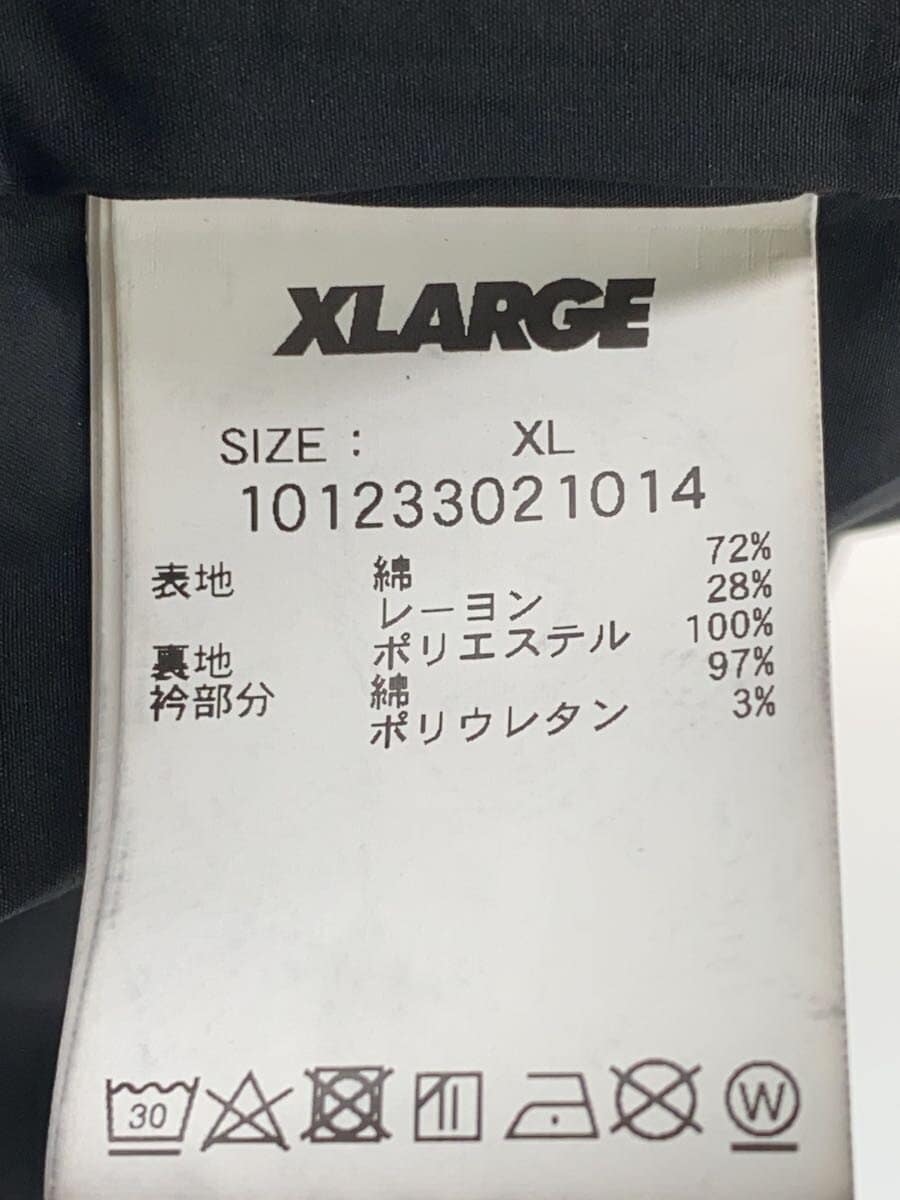 XLARGE
SIZE : XL
101233021014
表地 綿 72%
レーヨン 28%
裏地 ポリエステル 100%
衿部分 綿 97%
ポリウレタン 3%
30
W